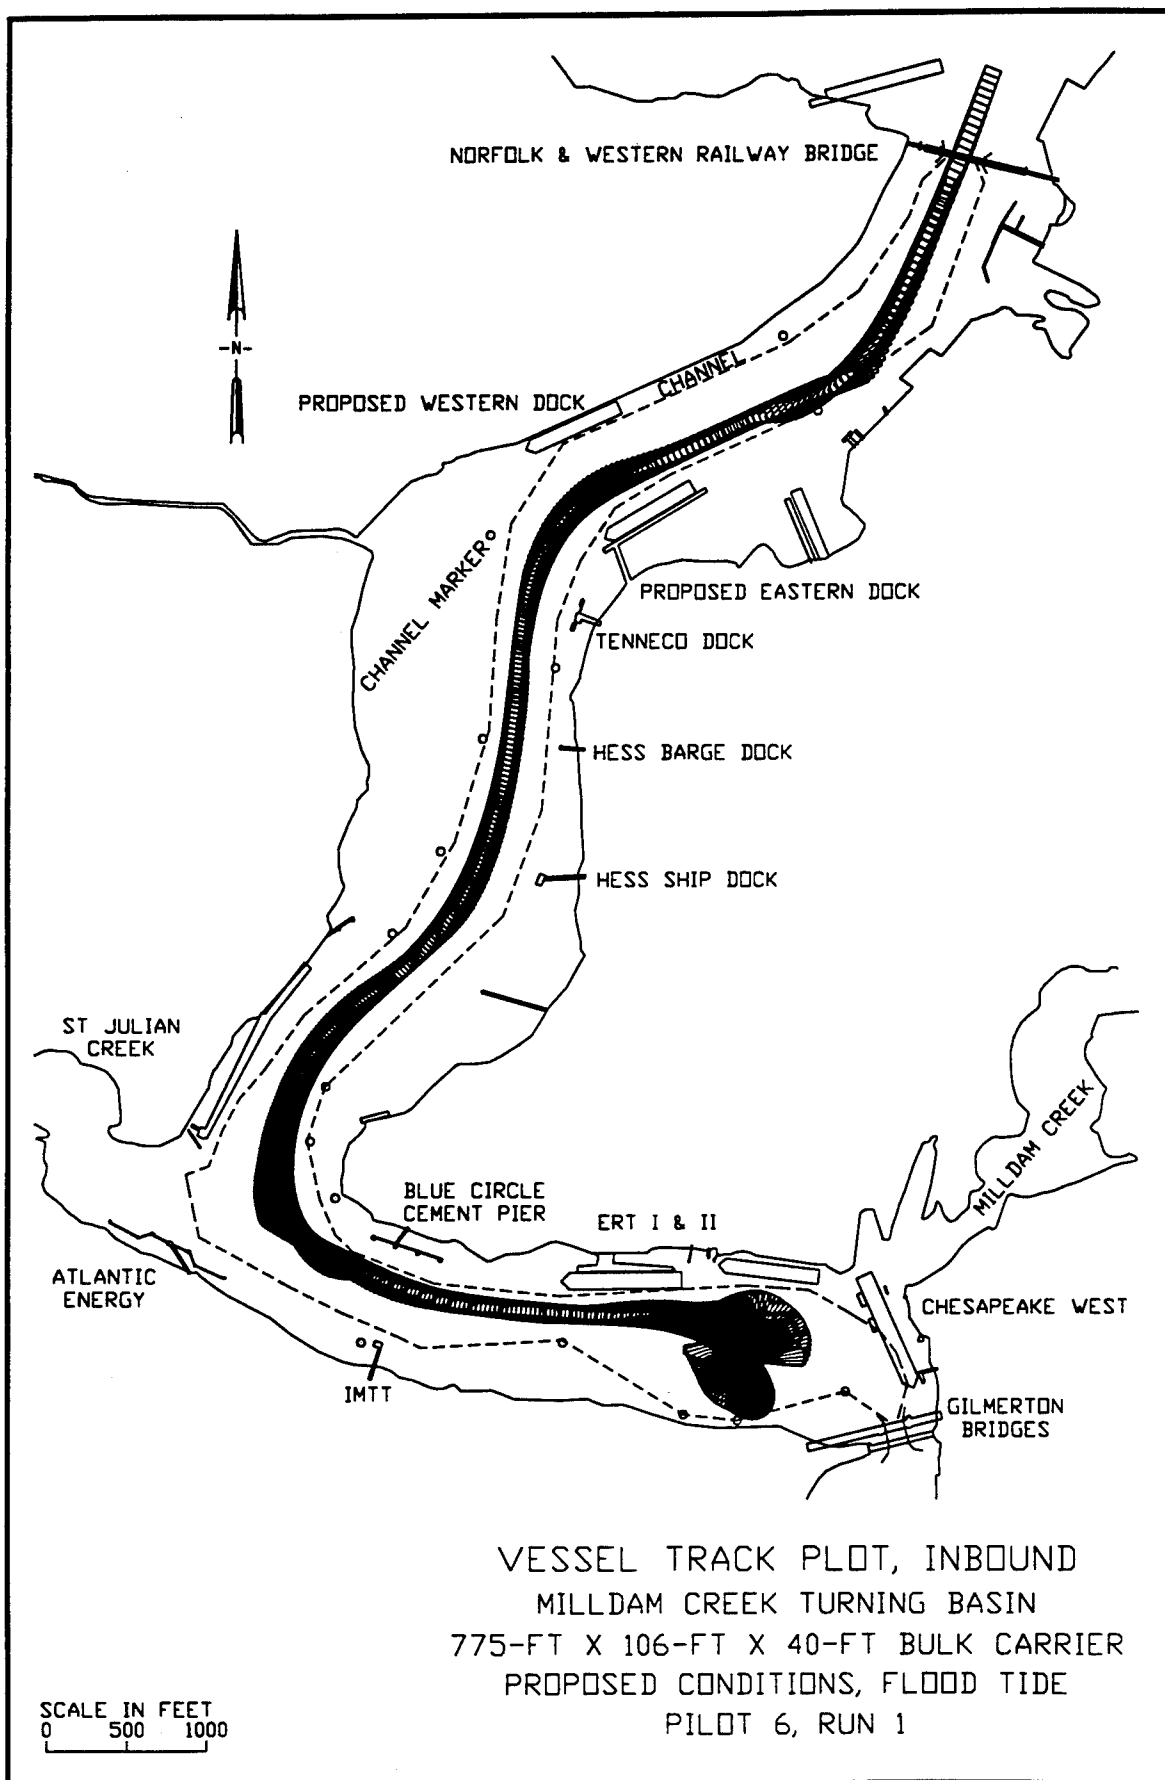 NORFOLK & WESTERN RAILWAY BRIDGE
-N-
CHANNEL
PROPOSED WESTERN DOCK
CHANNEL MARKER
PROPOSED EASTERN DOCK
TENNECO DOCK
HESS BARGE DOCK
HESS SHIP DOCK
ST JULIAN
CREEK
MILLDAM CREEK
BLUE CIRCLE
CEMENT PIER
ERT I & II
ATLANTIC
ENERGY
CHESAPEAKE WEST
IMTT
GILMERTON
BRIDGES
VESSEL TRACK PLOT, INBOUND
MILLDAM CREEK TURNING BASIN
775-FT X 106-FT X 40-FT BULK CARRIER
PROPOSED CONDITIONS, FLOOD TIDE
PILOT 6, RUN 1
SCALE IN FEET
0 500 1000